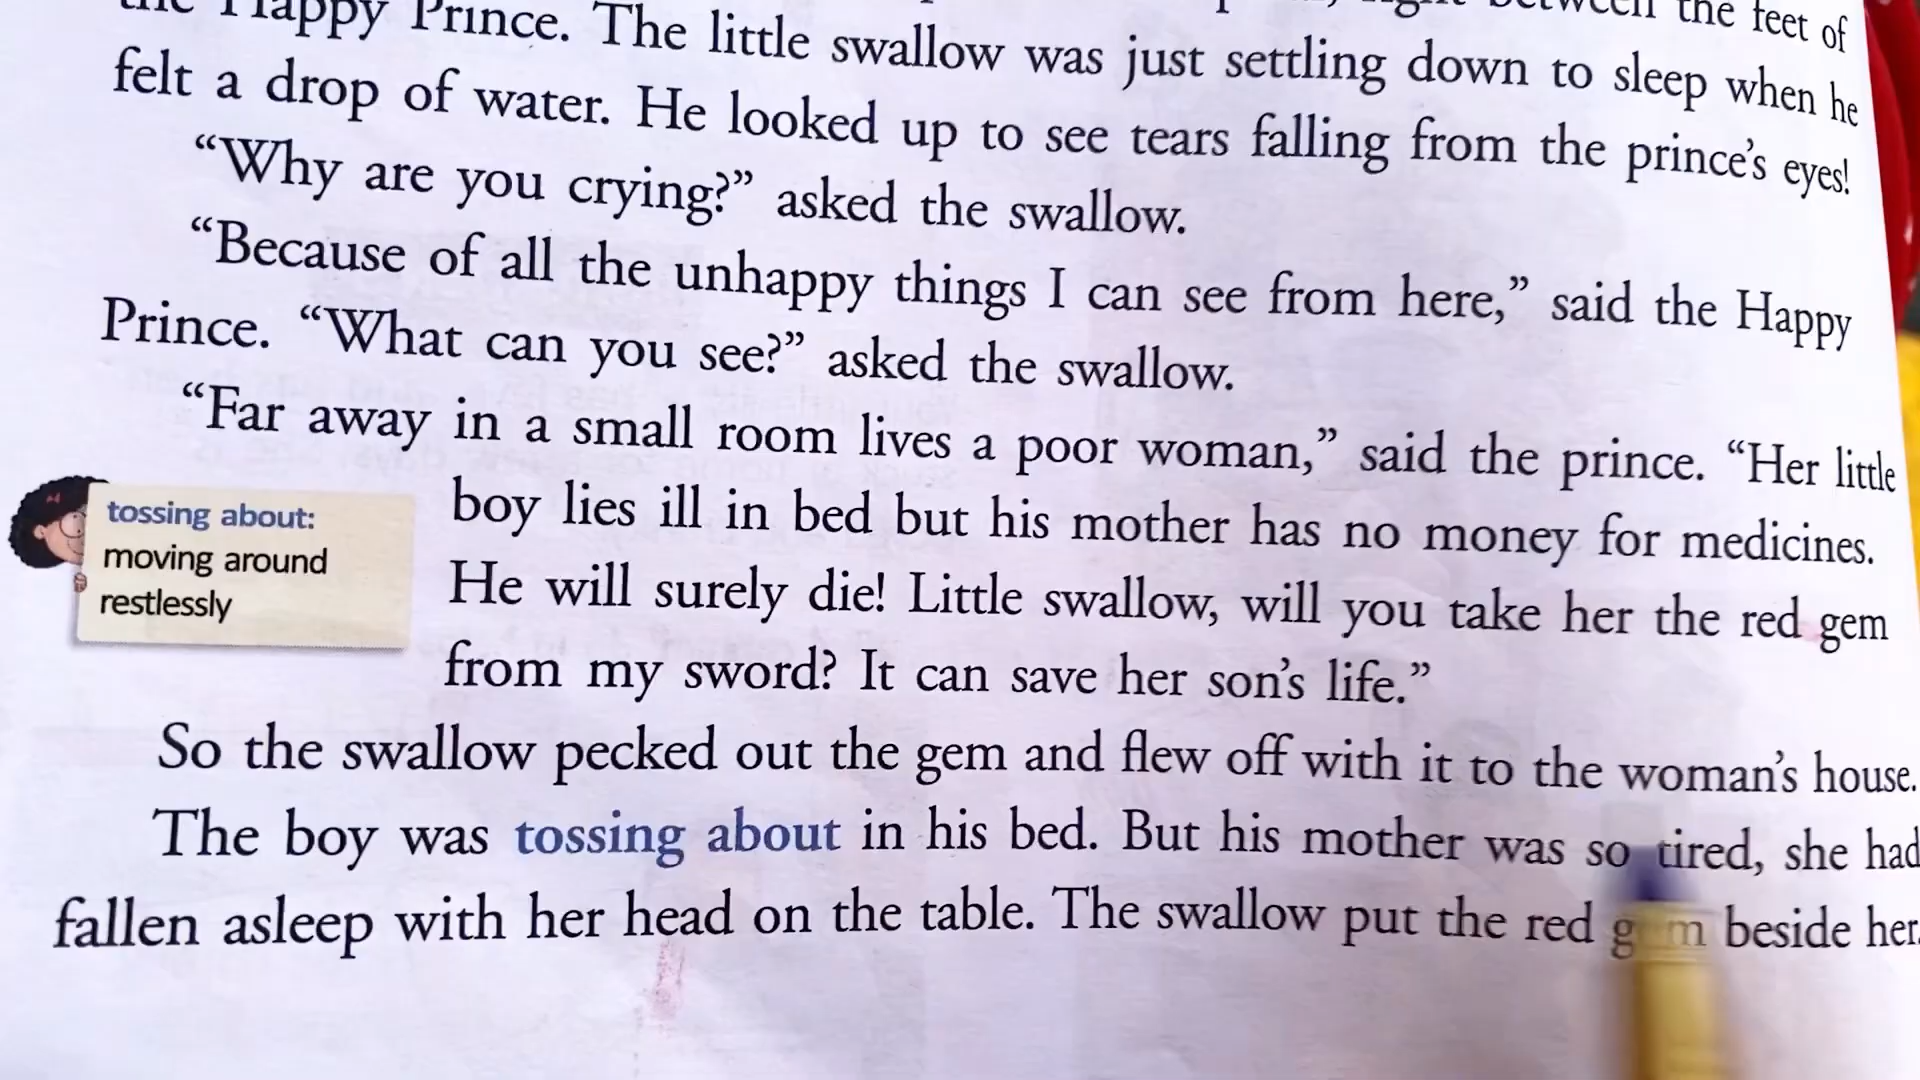 the Happy Prince. The little swallow was just settling down to sleep when he
between the feet of
felt a drop of water. He looked up to see tears falling from the prince's eyes!
“Why are you crying?” asked the swallow.
“Because of all the unhappy things I can see from here,” said the Happy
Prince. “What can you see?” asked the swallow.
“Far away in a small room lives a poor woman,” said the prince. “Her little
boy lies ill in bed but his mother has no money for medicines.
He will surely die! Little swallow, will you take her the red gem
from my sword? It can save her son's life.”
tossing about:
moving around
restlessly
So the swallow pecked out the gem and flew off with it to the woman's house.
The boy was tossing about in his bed. But his mother was so tired, she had
fallen asleep with her head on the table. The swallow put the red gem beside her.